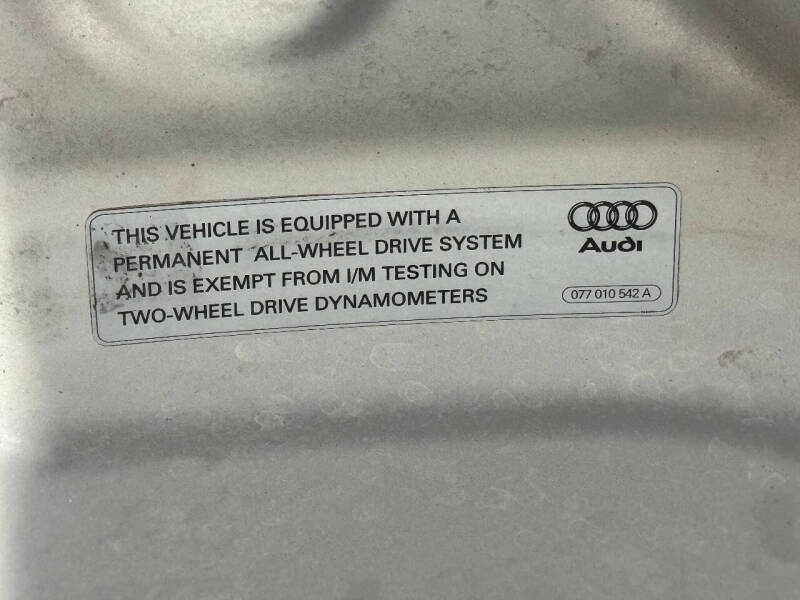 THIS VEHICLE IS EQUIPPED WITH A
PERMANENT ALL-WHEEL DRIVE SYSTEM
AND IS EXEMPT FROM I/M TESTING ON
TWO-WHEEL DRIVE DYNAMOMETERS
Audi
077 010 542 A